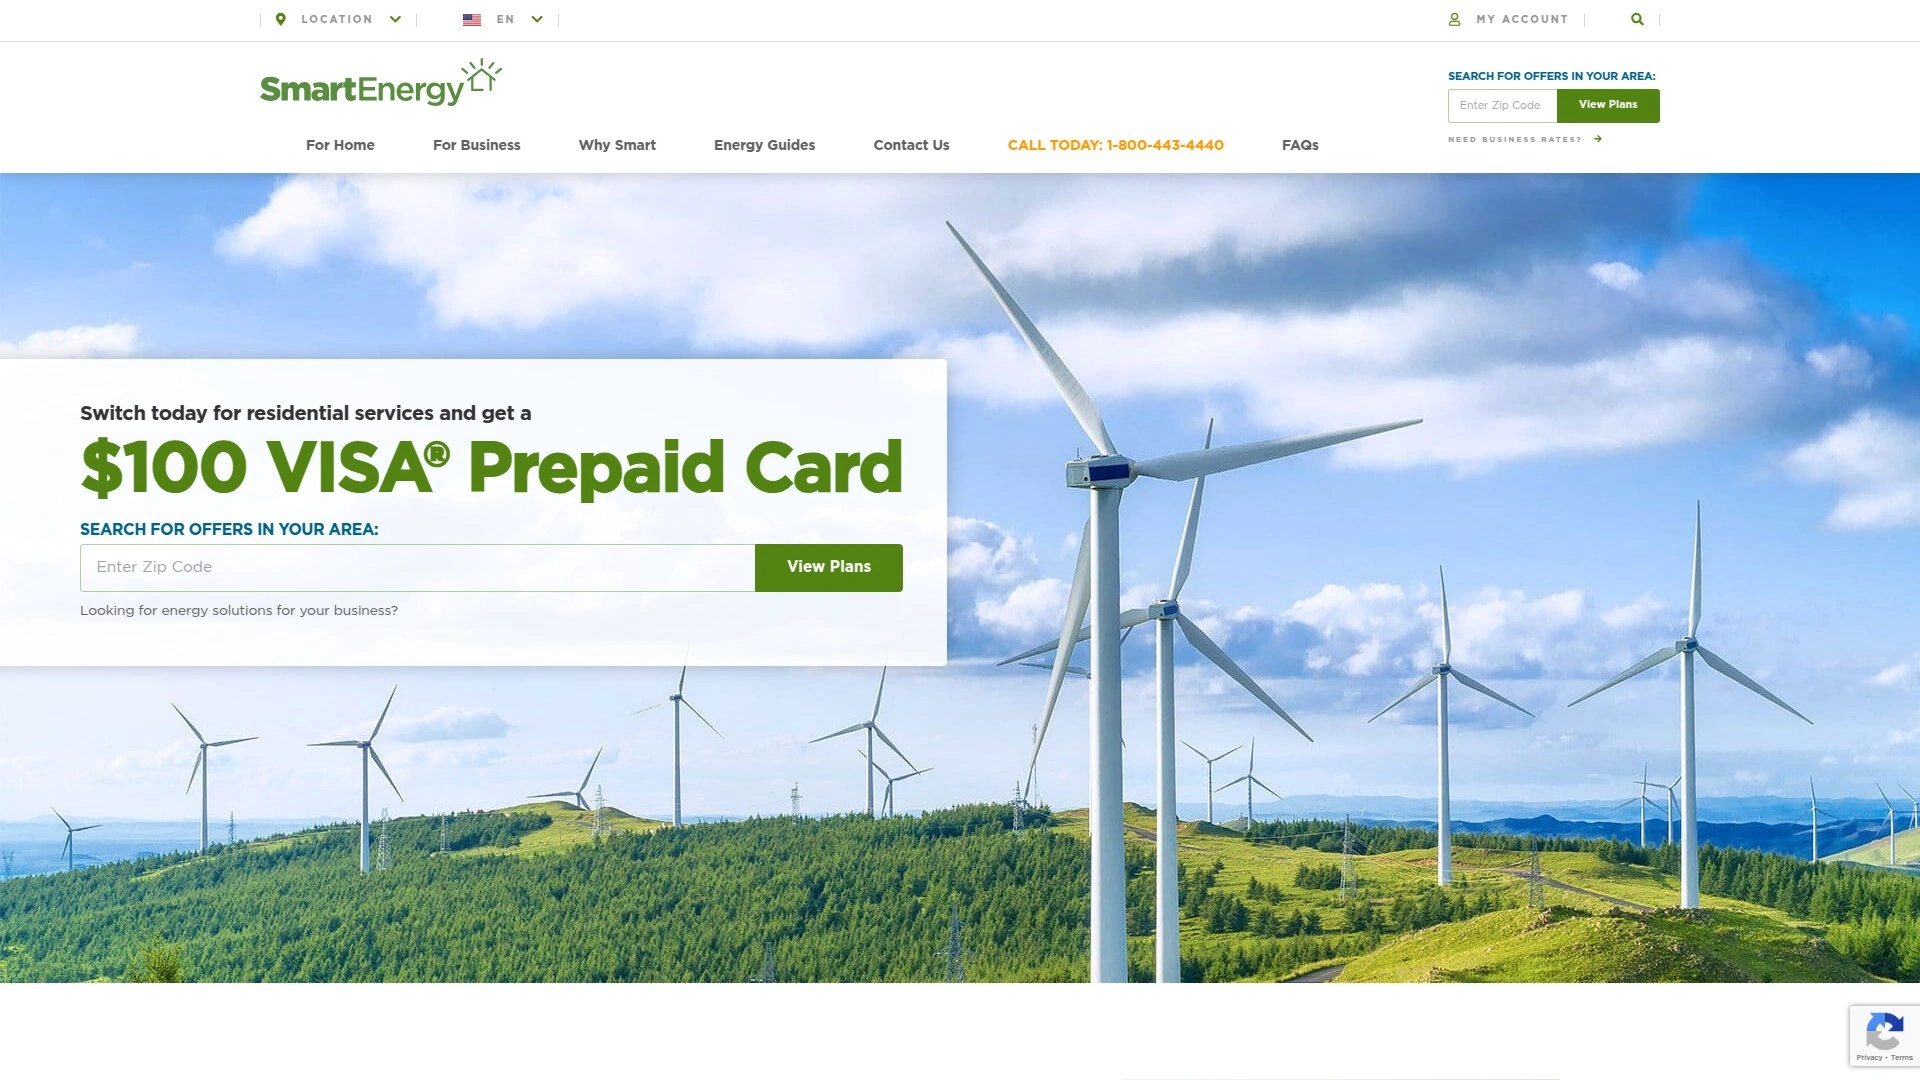 LOCATION
EN
MY ACCOUNT
SmartEnergy
SEARCH FOR OFFERS IN YOUR AREA:
Enter Zip Code
View Plans
NEED BUSINESS RATES?
For Home
For Business
Why Smart
Energy Guides
Contact Us
CALL TODAY: 1-800-443-4440
FAQs
Switch today for residential services and get a
$100 VISA® Prepaid Card
SEARCH FOR OFFERS IN YOUR AREA:
Enter Zip Code
View Plans
Looking for energy solutions for your business?
Privacy - Terms